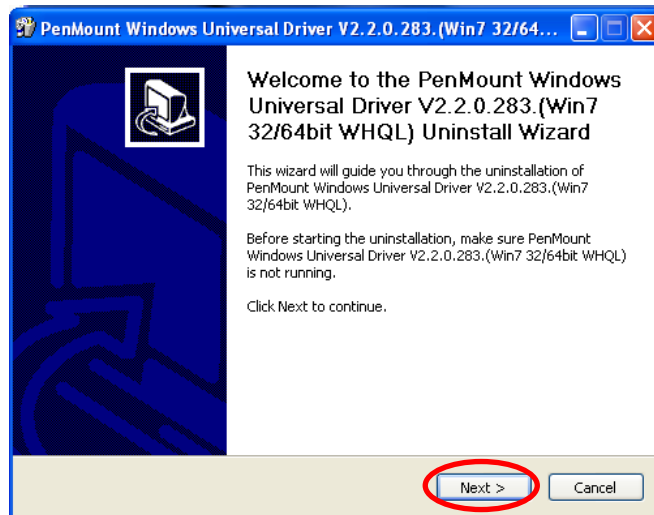 PenMount Windows Universal Driver V2.2.0.283.(Win7 32/64...
Welcome to the PenMount Windows
Universal Driver V2.2.0.283.(Win7
32/64bit WHQL) Uninstall Wizard
This wizard will guide you through the uninstallation of
PenMount Windows Universal Driver V2.2.0.283.(Win7
32/64bit WHQL).
Before starting the uninstallation, make sure PenMount
Windows Universal Driver V2.2.0.283.(Win7 32/64bit WHQL)
is not running.
Click Next to continue.
Next >
Cancel